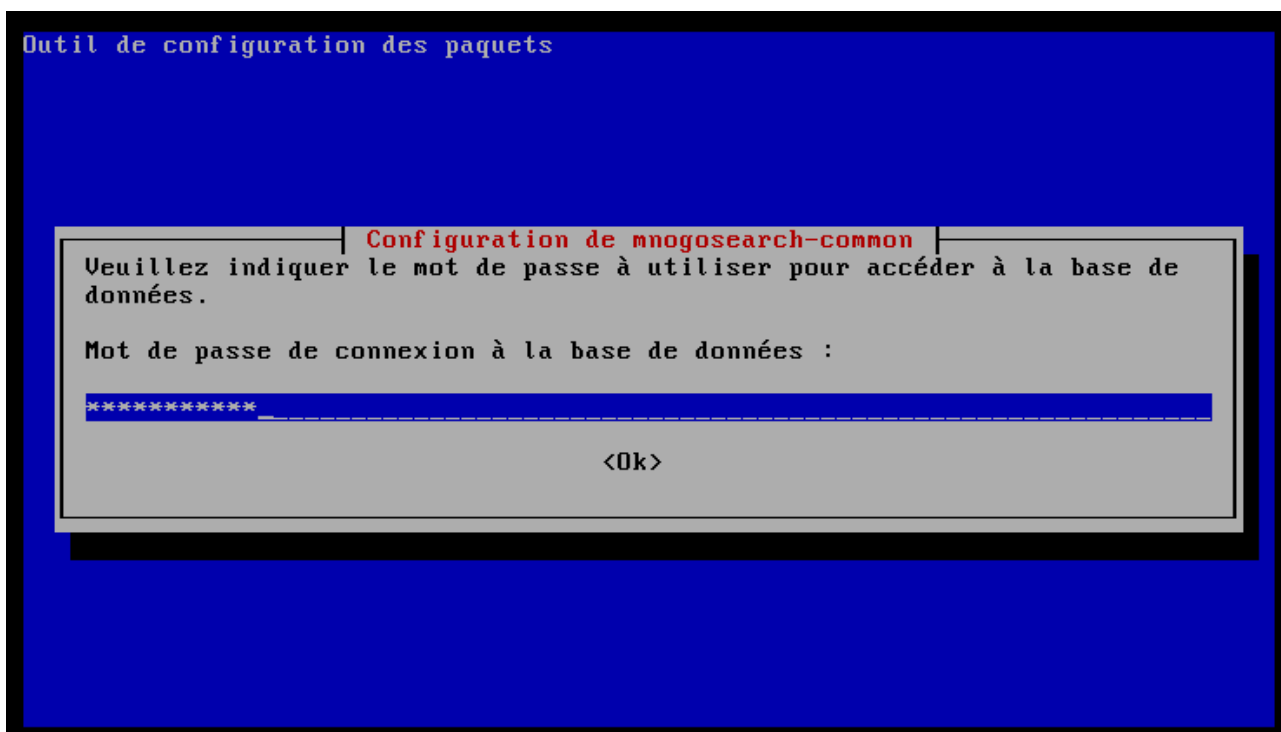 Outil de configuration des paquets
Configuration de mnogosearch-common
Veuillez indiquer le mot de passe à utiliser pour accéder à la base de
données.
Mot de passe de connexion à la base de données :
***********
<Ok>